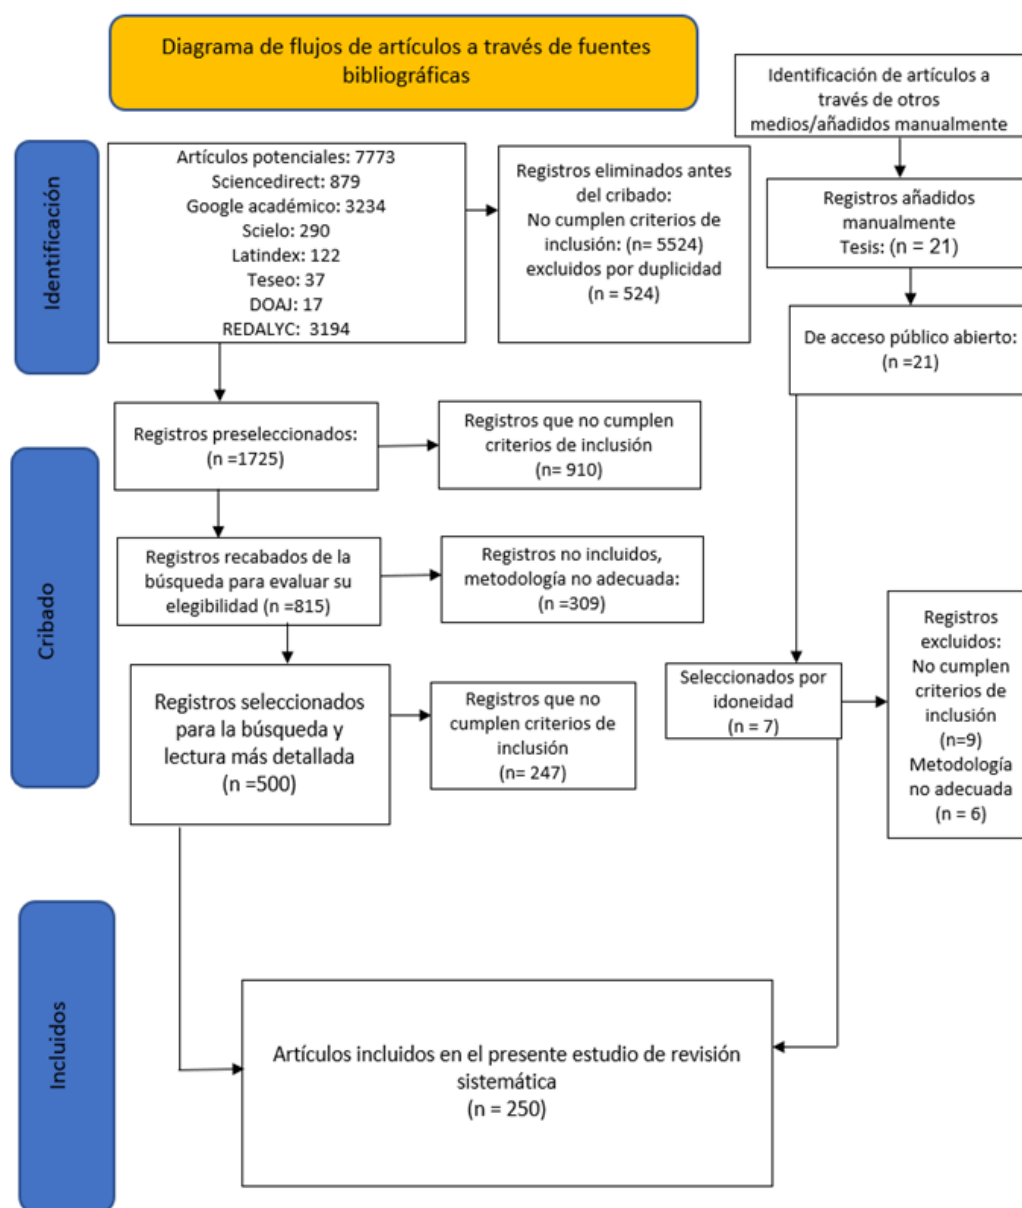 Diagrama de flujos de artículos a través de fuentes
bibliográficas
Identificación de artículos a
través de otros
medios/añadidos manualmente
Identificación
Artículos potenciales: 7773
Sciencedirect: 879
Google académico: 3234
Scielo: 290
Latindex: 122
Teseo: 37
DOAJ: 17
REDALYC: 3194
Registros eliminados antes
del cribado:
No cumplen criterios de
inclusión: (n= 5524)
excluidos por duplicidad
(n = 524)
Registros añadidos
manualmente
Tesis: (n = 21)
De acceso público abierto:
(n =21)
Cribado
Registros preseleccionados:
(n =1725)
Registros que no cumplen
criterios de inclusión
(n= 910)
Registros recabados de la
búsqueda para evaluar su
elegibilidad (n =815)
Registros no incluidos,
metodología no adecuada:
(n =309)
Registros seleccionados
para la búsqueda y
lectura más detallada
(n =500)
Registros que no
cumplen criterios de
inclusión
(n= 247)
Seleccionados por
idoneidad
(n = 7)
Registros
excluidos:
No cumplen
criterios de
inclusión
(n=9)
Metodología
no adecuada
(n = 6)
Incluidos
Artículos incluidos en el presente estudio de revisión
sistemática
(n = 250)